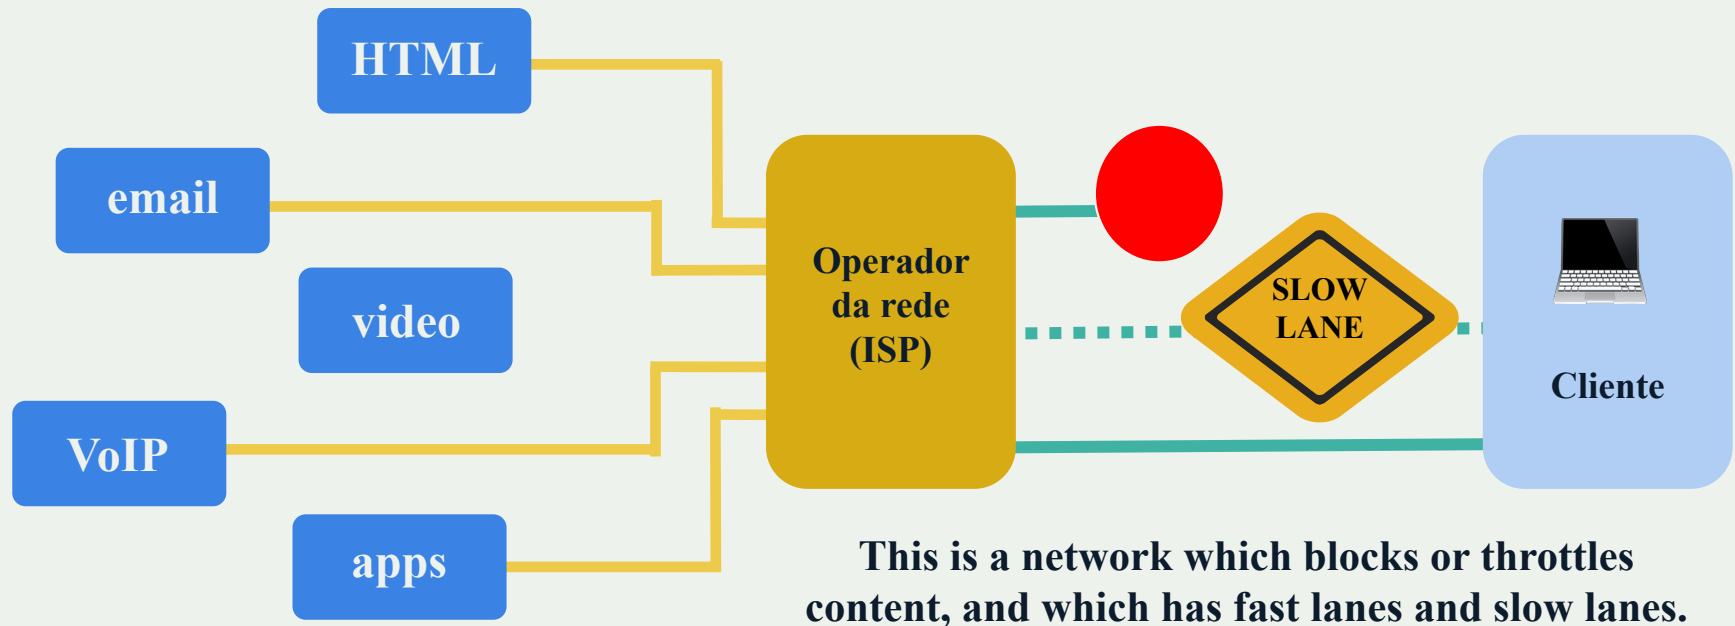 HTML
email
video
VoIP
apps
Operador
da rede
(ISP)
SLOW
LANE
Cliente
This is a network which blocks or throttles
content, and which has fast lanes and slow lanes.